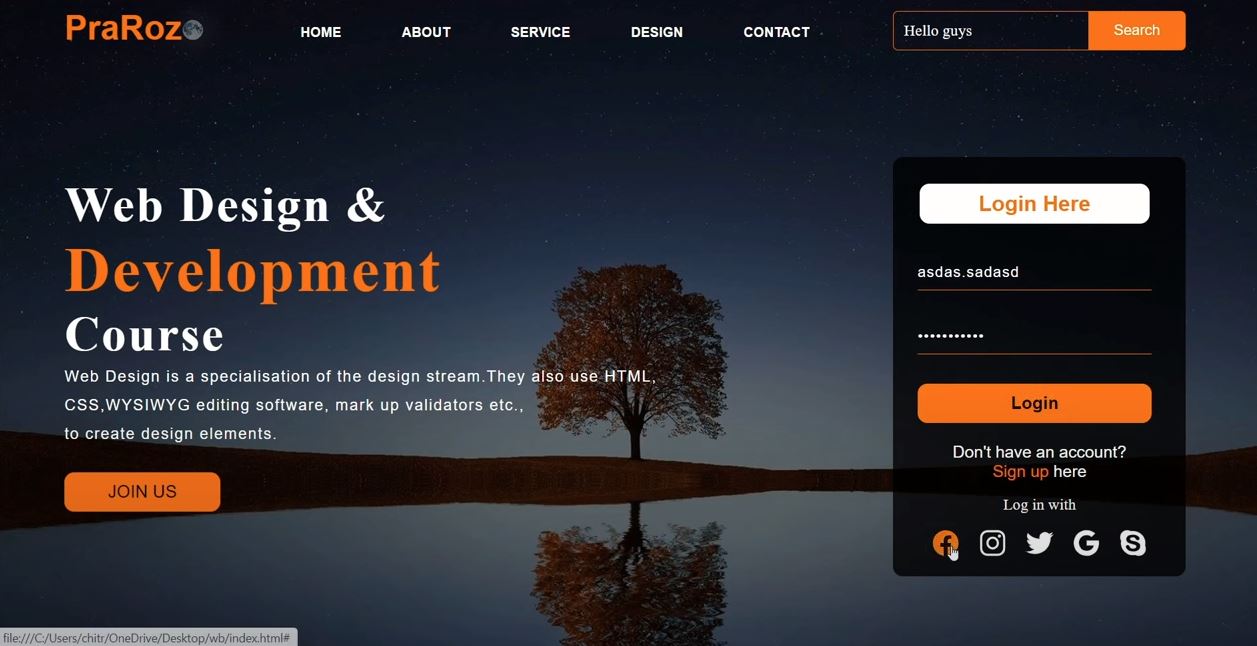 PraRoz
HOME ABOUT SERVICE DESIGN CONTACT
Hello guys
Search
Web Design &
Development
Course
Web Design is a specialisation of the design stream.They also use HTML,
CSS,WYSIWYG editing software, mark up validators etc.,
to create design elements.
JOIN US
Login Here
asdas.sadasd
•••••••••••
Login
Don't have an account?
Sign up here
Log in with
file:///C:/Users/chitr/OneDrive/Desktop/wb/index.html#